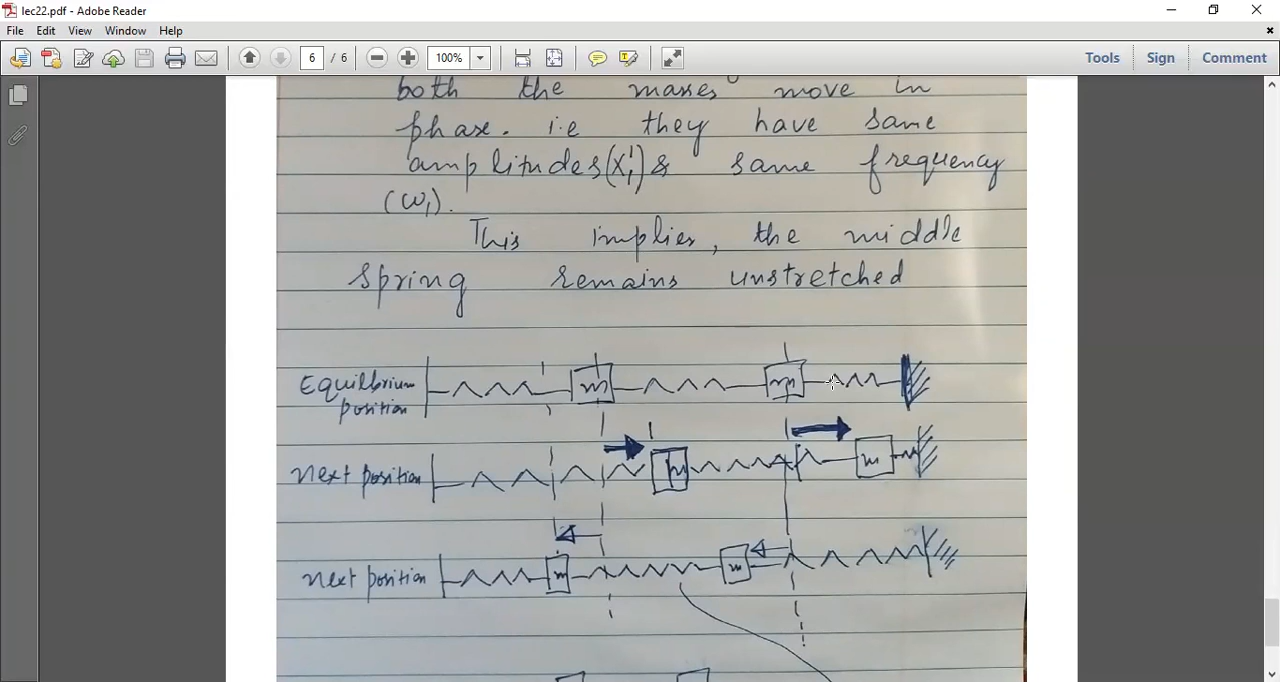 lec22.pdf - Adobe Reader
File Edit View Window Help
6 / 6 100% Tools Sign Comment
both the masses move in
phase. i.e they have same
amplitudes(X₁¹)& same frequency
(ω₁).
This implies, the middle
spring remains unstretched
Equilibrium
position
m m
next position
m m
next position
m m